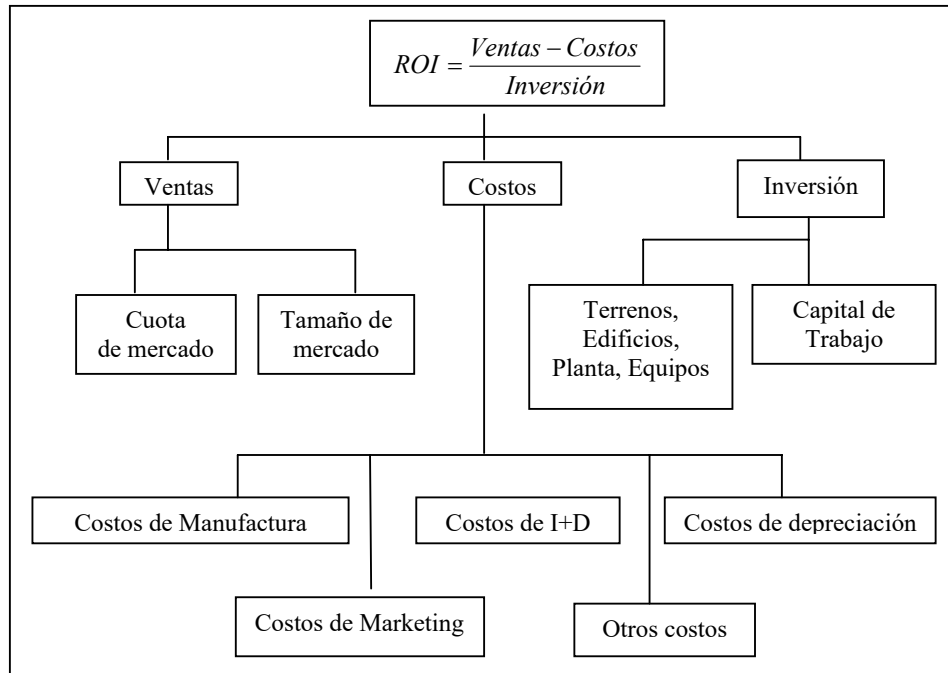 ROI = \frac{Ventas - Costos}{Inversión}
Ventas
Costos
Inversión
Cuota
de mercado
Tamaño de
mercado
Terrenos,
Edificios,
Planta, Equipos
Capital de
Trabajo
Costos de Manufactura
Costos de I+D
Costos de depreciación
Costos de Marketing
Otros costos